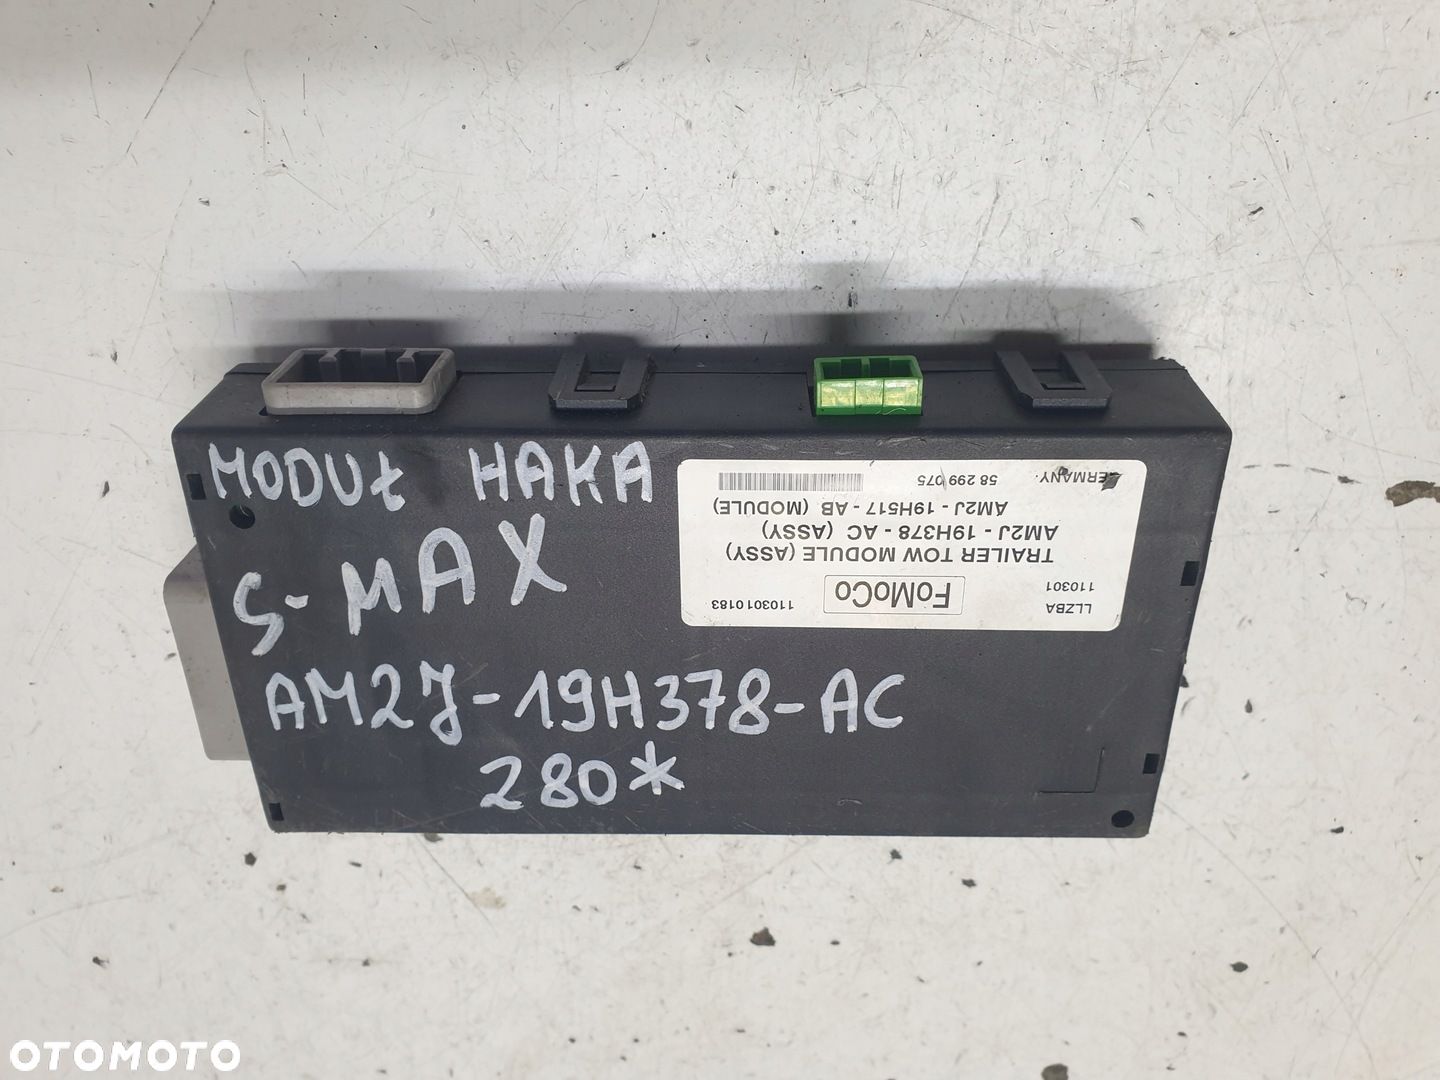 MODUŁ HAKA
S-MAX
AM2J-19H378-AC
280*
LLZBA
110301
FoMoCo
1103010183
TRAILER TOW MODULE (ASSY)
AM2J - 19H378 - AC (ASSY)
AM2J - 19H517 - AB (MODULE)
GERMANY.
58 299 075
OTOMOTO